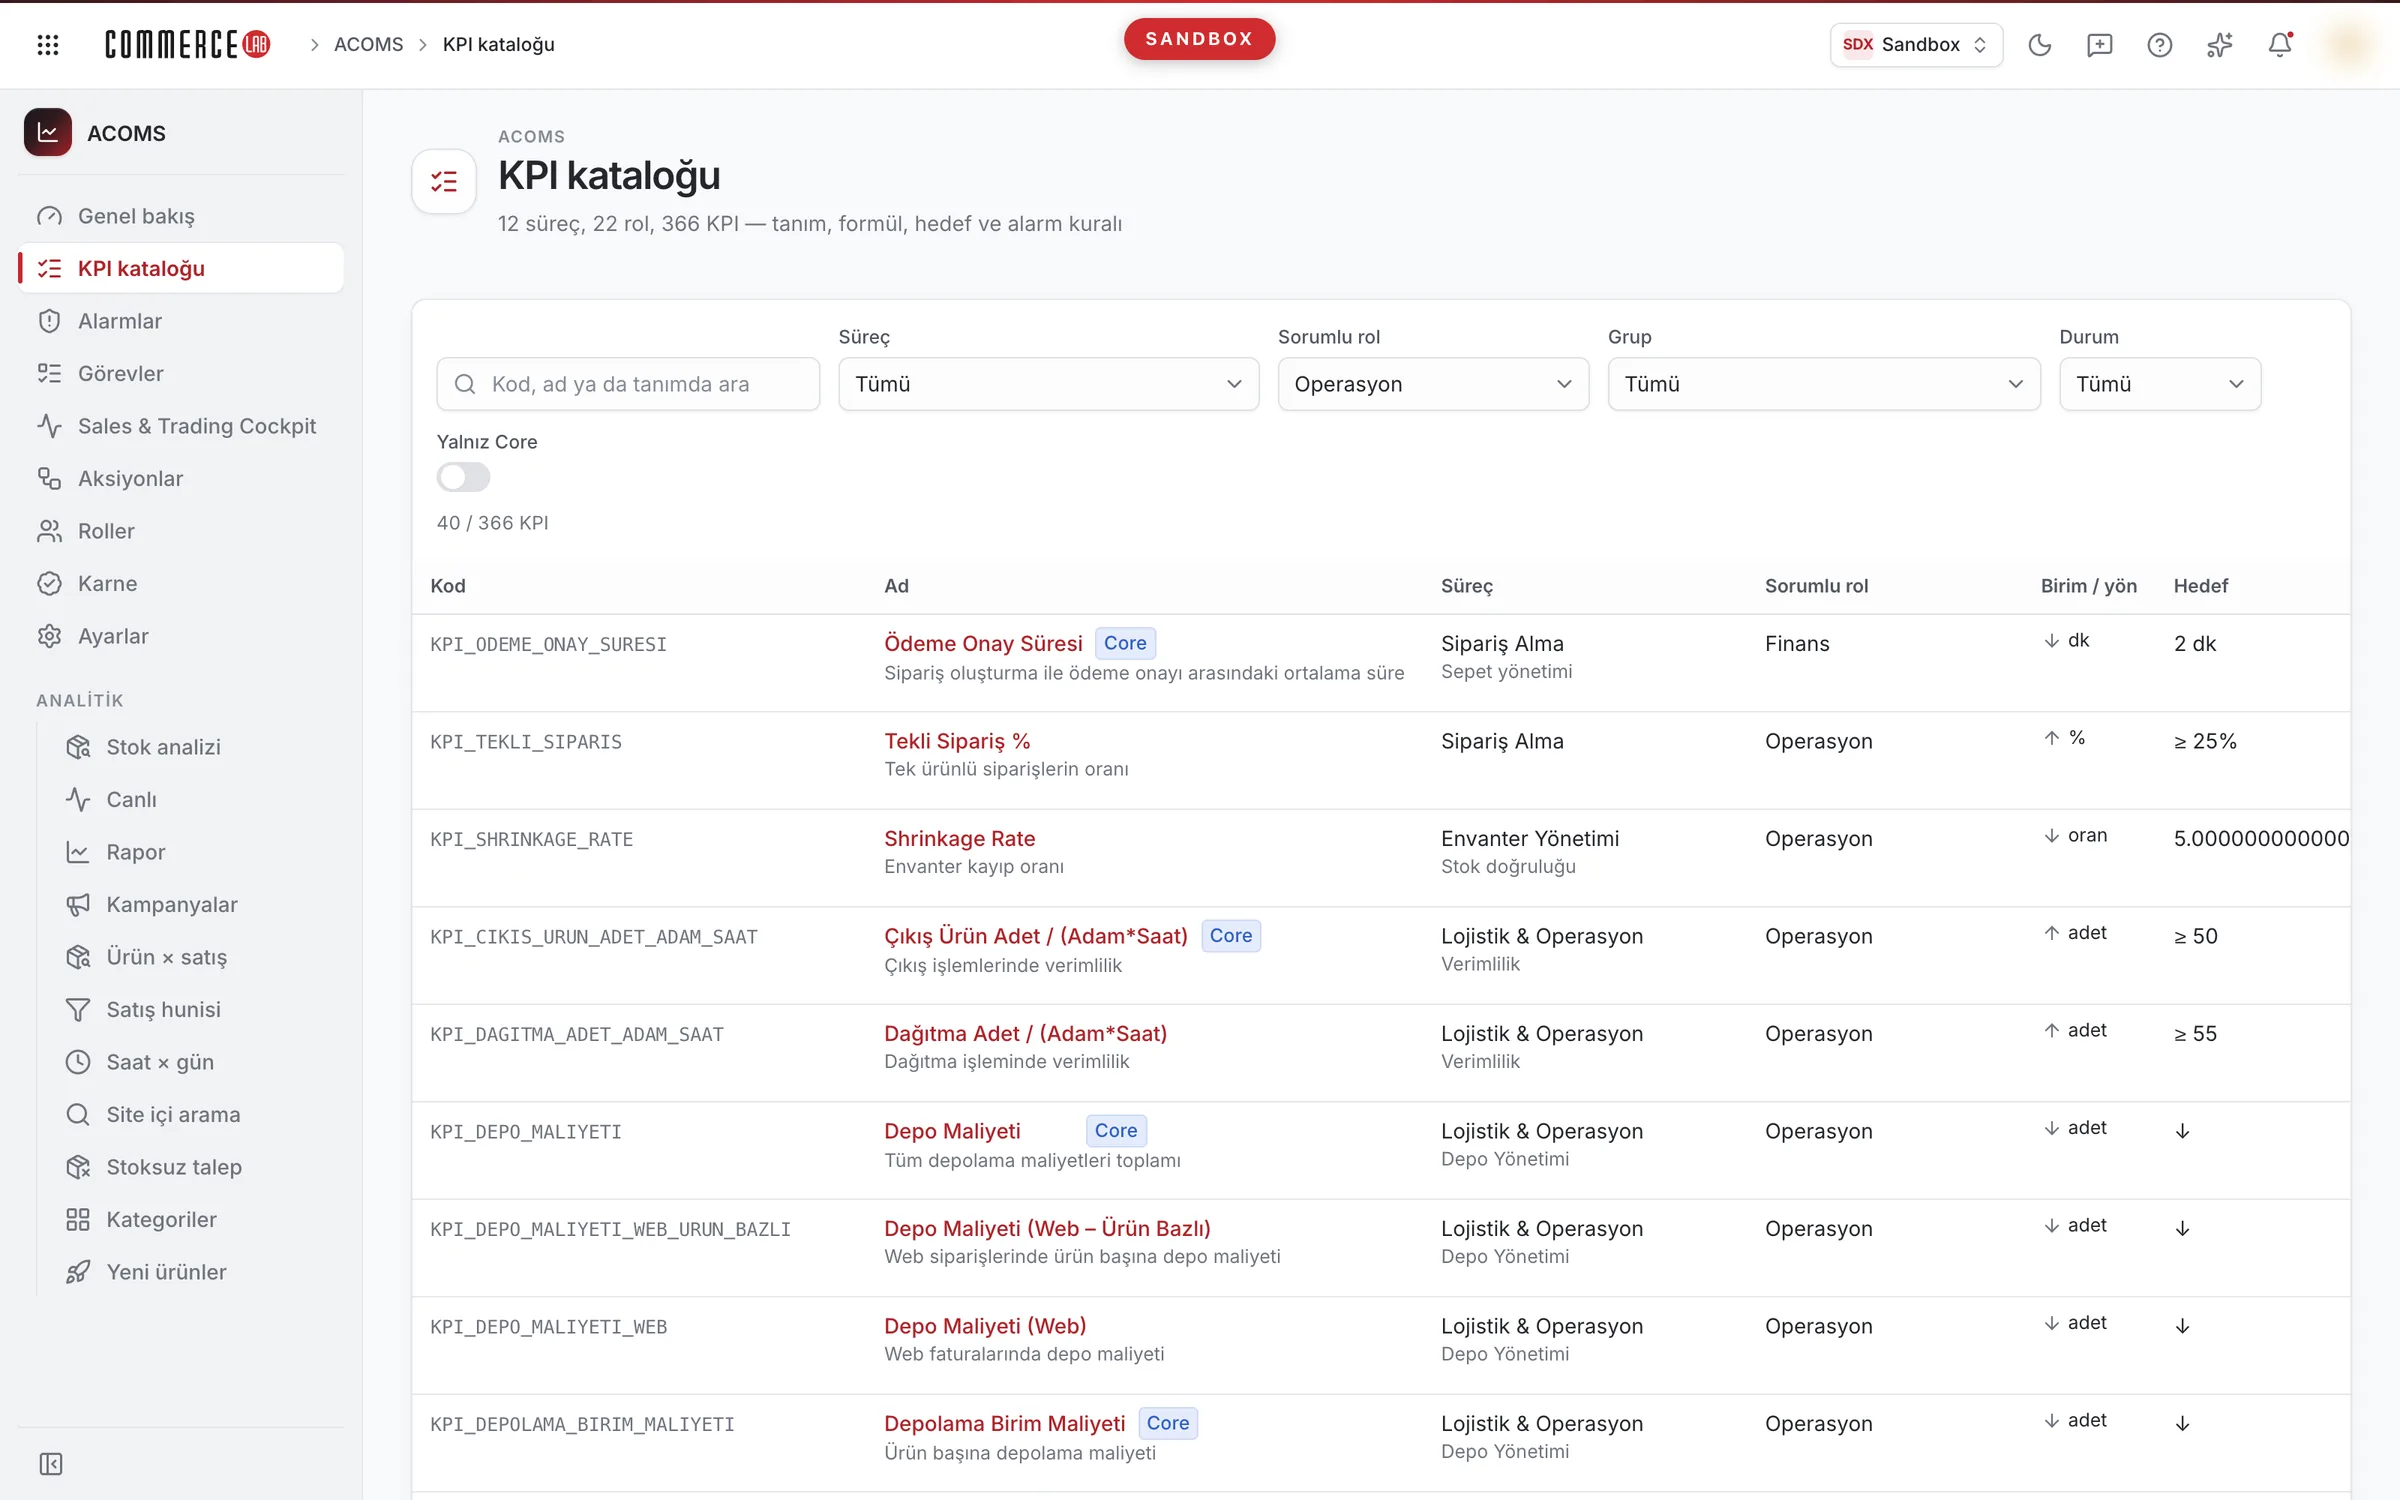 COMMERCE LAB
ACOMS
KPI kataloğu
SANDBOX
SDX Sandbox
ACOMS
Genel bakış
KPI kataloğu
Alarmlar
Görevler
Sales & Trading Cockpit
Aksiyonlar
Roller
Karne
Ayarlar
ANALİTİK
Stok analizi
Canlı
Rapor
Kampanyalar
Ürün × satış
Satış hunisi
Saat × gün
Site içi arama
Stoksuz talep
Kategoriler
Yeni ürünler
ACOMS
KPI kataloğu
12 süreç, 22 rol, 366 KPI — tanım, formül, hedef ve alarm kuralı
Süreç Sorumlu rol Grup Durum
Kod, ad ya da tanımda ara Tümü Operasyon Tümü Tümü
Yalnız Core
40 / 366 KPI
Kod Ad Süreç Sorumlu rol Birim / yön Hedef
KPI_ODEME_ONAY_SURESI Ödeme Onay Süresi Core Sipariş Alma Finans ↓ dk 2 dk
Sipariş oluşturma ile ödeme onayı arasındaki ortalama süre Sepet yönetimi
KPI_TEKLI_SIPARIS Tekli Sipariş % Sipariş Alma Operasyon ↑ % ≥ 25%
Tek ürünlü siparişlerin oranı
KPI_SHRINKAGE_RATE Shrinkage Rate Envanter Yönetimi Operasyon ↓ oran 5.000000000000
Envanter kayıp oranı Stok doğruluğu
KPI_CIKIS_URUN_ADET_ADAM_SAAT Çıkış Ürün Adet / (Adam*Saat) Core Lojistik & Operasyon Operasyon ↑ adet ≥ 50
Çıkış işlemlerinde verimlilik Verimlilik
KPI_DAGITMA_ADET_ADAM_SAAT Dağıtma Adet / (Adam*Saat) Lojistik & Operasyon Operasyon ↑ adet ≥ 55
Dağıtma işleminde verimlilik Verimlilik
KPI_DEPO_MALIYETI Depo Maliyeti Core Lojistik & Operasyon Operasyon ↓ adet ↓
Tüm depolama maliyetleri toplamı Depo Yönetimi
KPI_DEPO_MALIYETI_WEB_URUN_BAZLI Depo Maliyeti (Web – Ürün Bazlı) Lojistik & Operasyon Operasyon ↓ adet ↓
Web siparişlerinde ürün başına depo maliyeti Depo Yönetimi
KPI_DEPO_MALIYETI_WEB Depo Maliyeti (Web) Lojistik & Operasyon Operasyon ↓ adet ↓
Web faturalarında depo maliyeti Depo Yönetimi
KPI_DEPOLAMA_BIRIM_MALIYETI Depolama Birim Maliyeti Core Lojistik & Operasyon Operasyon ↓ adet ↓
Ürün başına depolama maliyeti Depo Yönetimi